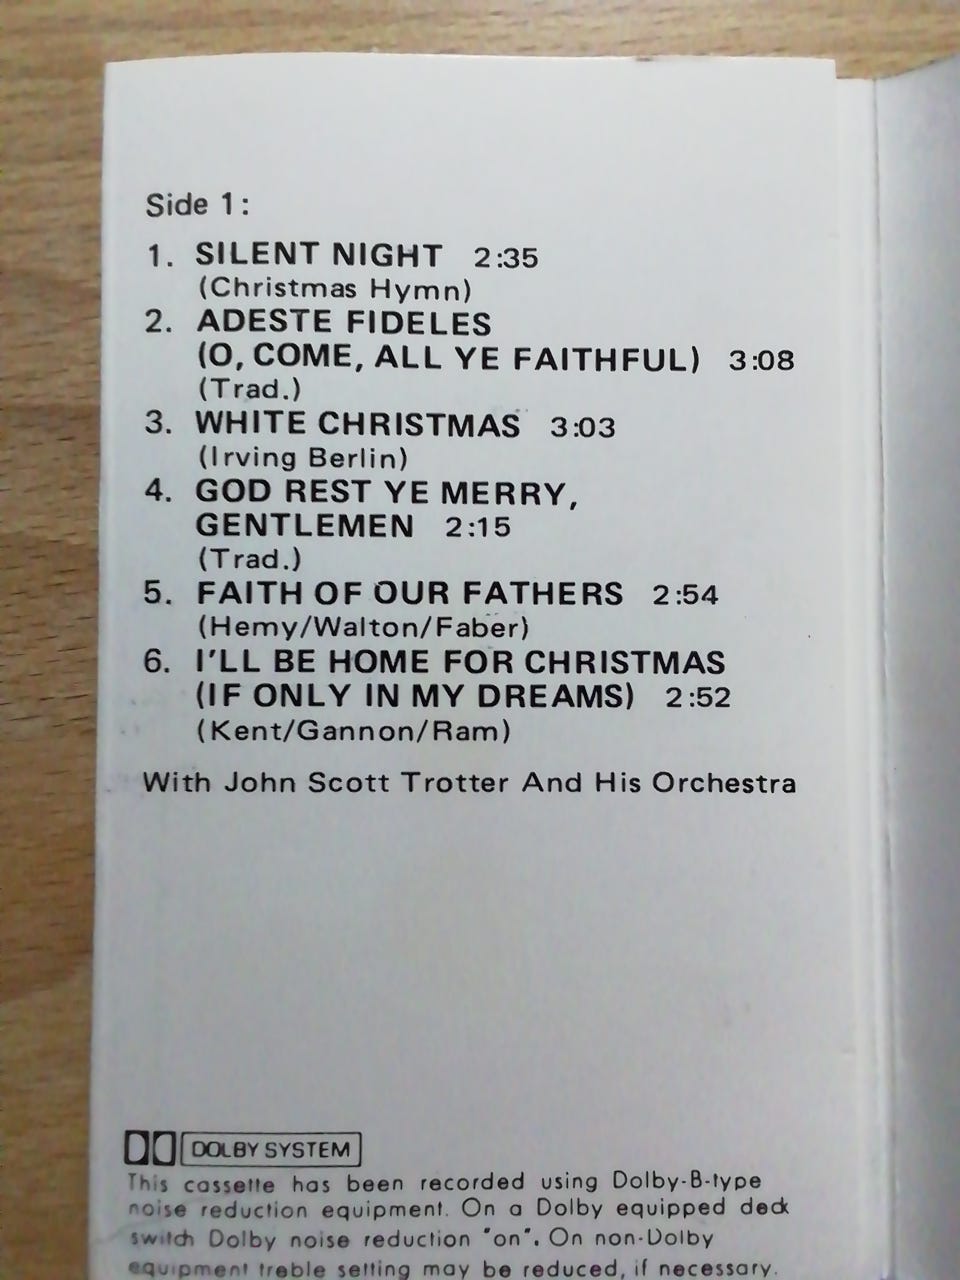 Side 1:
1. SILENT NIGHT 2:35
(Christmas Hymn)
2. ADESTE FIDELES
(O, COME, ALL YE FAITHFUL) 3:08
(Trad.)
3. WHITE CHRISTMAS 3:03
(Irving Berlin)
4. GOD REST YE MERRY,
GENTLEMEN 2:15
(Trad.)
5. FAITH OF OUR FATHERS 2:54
(Hemy/Walton/Faber)
6. I'LL BE HOME FOR CHRISTMAS
(IF ONLY IN MY DREAMS) 2:52
(Kent/Gannon/Ram)
With John Scott Trotter And His Orchestra
DOLBY SYSTEM
This cassette has been recorded using Dolby-B-type
noise reduction equipment. On a Dolby equipped deck
switch Dolby noise reduction "on". On non-Dolby
equipment treble setting may be reduced, if necessary.